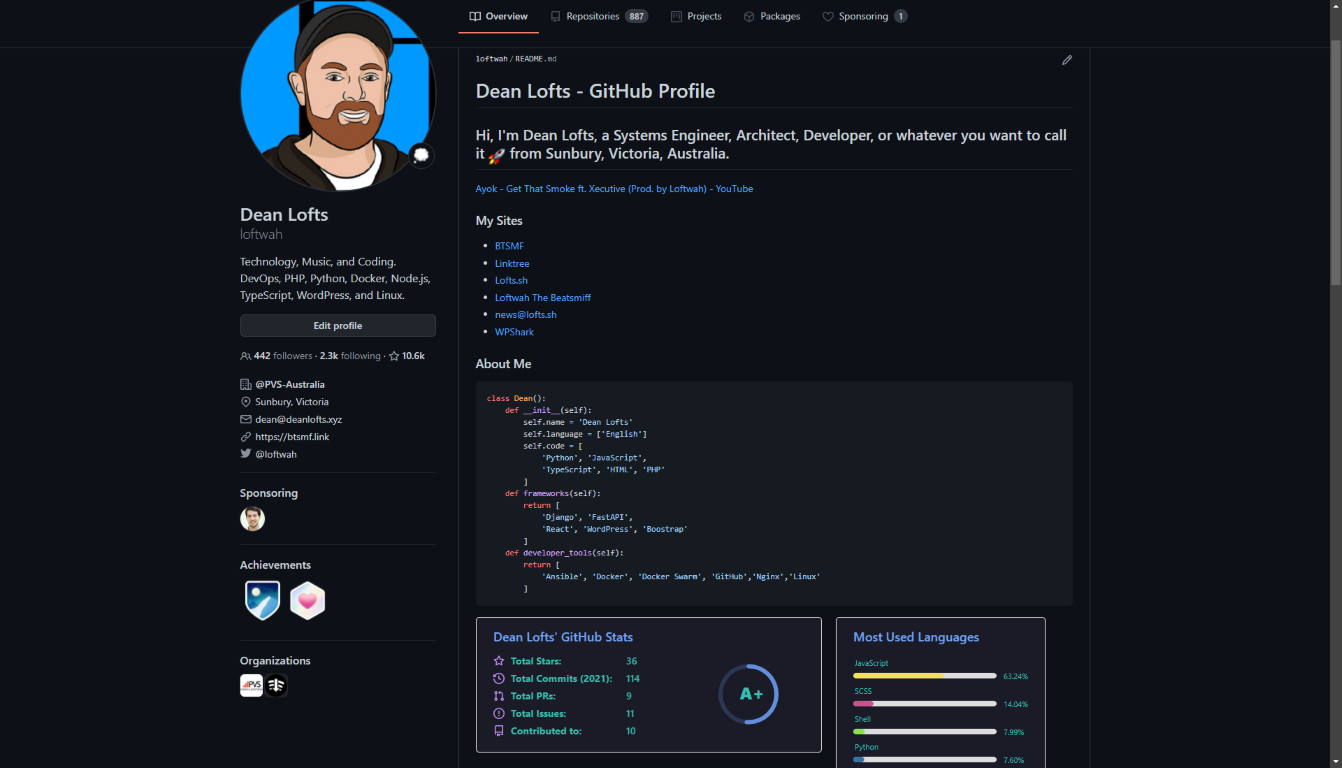 Overview
Repositories 887
Projects
Packages
Sponsoring 1
Dean Lofts
loftwah
Technology, Music, and Coding.
DevOps, PHP, Python, Docker, Node.js,
TypeScript, WordPress, and Linux.
Edit profile
442 followers · 2.3k following · 10.6k
@PVS-Australia
Sunbury, Victoria
dean@deanlofts.xyz
https://btsmf.link
@loftwah
Sponsoring
Achievements
Organizations
PVS
loftwah/README.md
Dean Lofts - GitHub Profile
Hi, I'm Dean Lofts, a Systems Engineer, Architect, Developer, or whatever you want to call
it 🚀 from Sunbury, Victoria, Australia.
Ayok - Get That Smoke ft. Xecutive (Prod. by Loftwah) - YouTube
My Sites
• BTSMF
• Linktree
• Lofts.sh
• Loftwah The Beatsmiff
• news@lofts.sh
• WPShark
About Me
class Dean():
    def __init__(self):
        self.name = 'Dean Lofts'
        self.language = ['English']
        self.code = [
            'Python', 'JavaScript',
            'TypeScript', 'HTML', 'PHP'
        ]
    def frameworks(self):
        return [
            'Django', 'FastAPI',
            'React', 'WordPress', 'Boostrap'
        ]
    def developer_tools(self):
        return [
            'Ansible', 'Docker', 'Docker Swarm', 'GitHub','Nginx','Linux'
        ]
Dean Lofts' GitHub Stats
Total Stars: 36
Total Commits (2021): 114
Total PRs: 9
Total Issues: 11
Contributed to: 10
A+
Most Used Languages
JavaScript
63.24%
SCSS
14.04%
Shell
7.99%
Python
7.60%